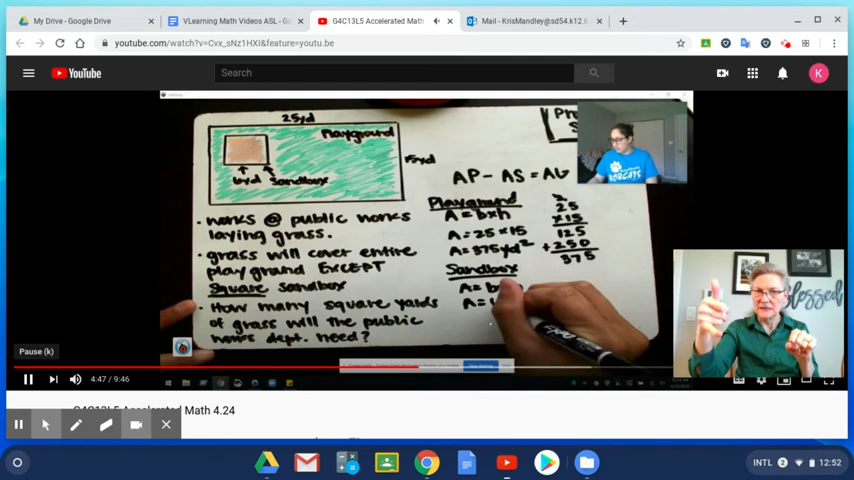 My Drive - Google Drive
VLearning Math Videos ASL - Go
G4C13L5 Accelerated Math
Mail - KrisMandley@sd54.k12.il
youtube.com/watch?v=Cvx_sNz1HXI&feature=youtu.be
YouTube
Search
K
25yd
Playground
15yd
6yd
Sandbox
AP - AS = AG
Playground
A = b×h
A = 25 × 15
A = 375yd²
2
25
×15
125
+250
375
Sandbox
A =
A =
• works @ public works
laying grass.
• grass will cover entire
playground EXCEPT
Square sandbox
• How many square yards
of grass will the public
works dept. need?
BOBCATS
EXPO
Blessed
Pause (k)
4:47 / 9:46
G4C13L5 Accelerated Math 4.24
INTL 2 12:52